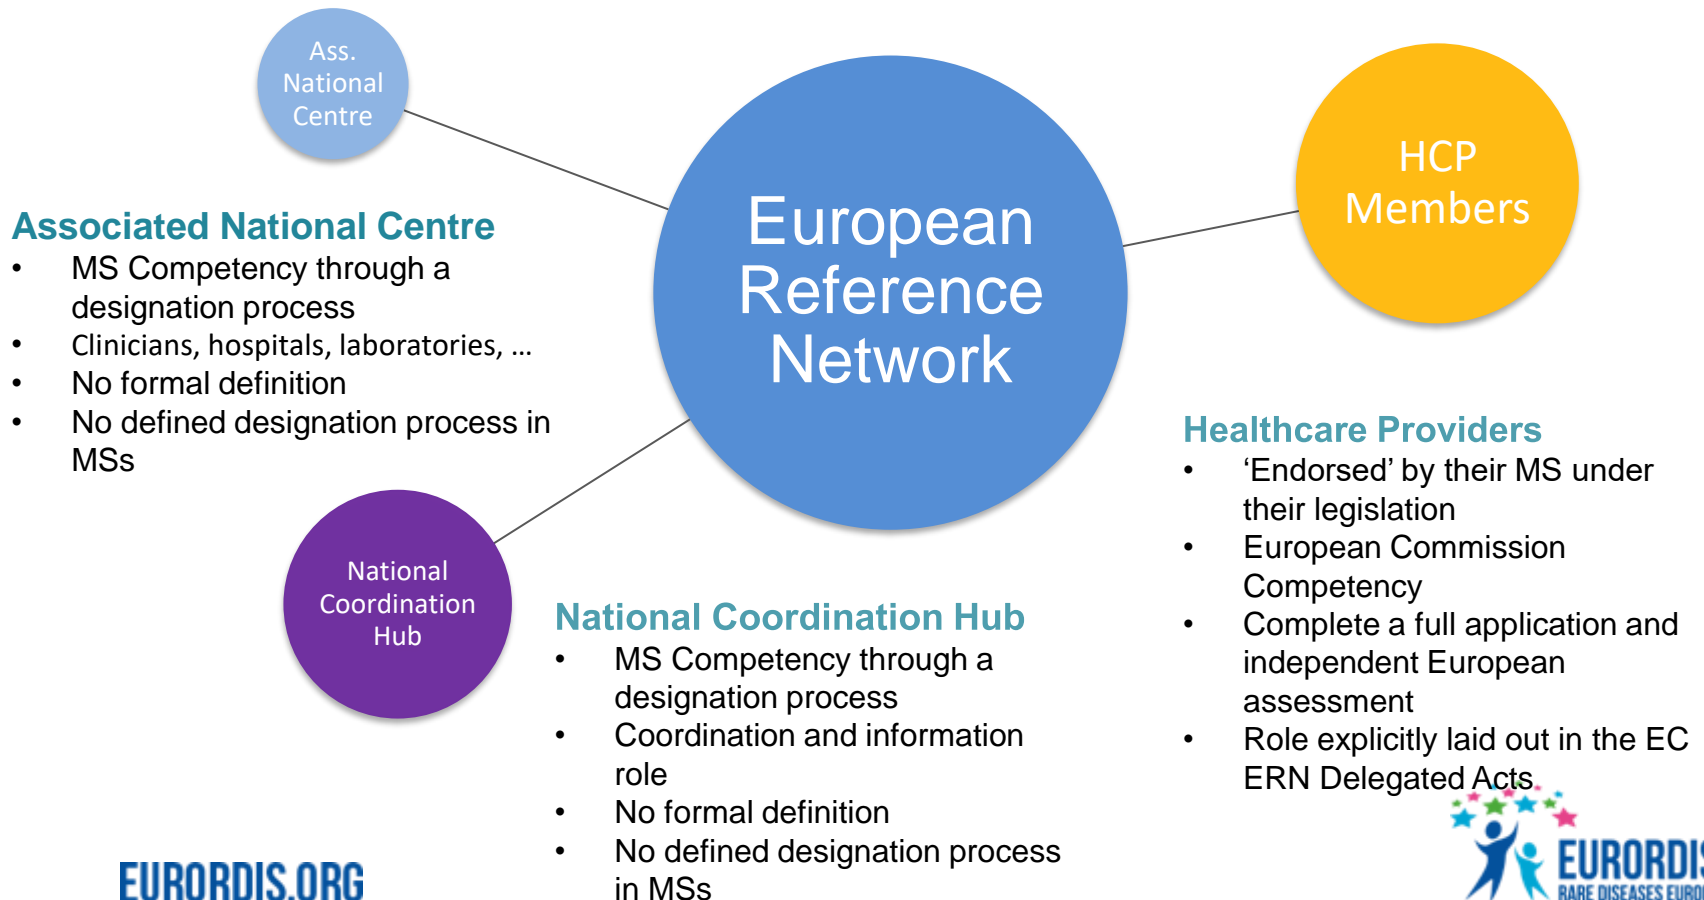 Ass.
National
Centre
European
Reference
Network
HCP
Members
Associated National Centre
• MS Competency through a
designation process
• Clinicians, hospitals, laboratories, ...
• No formal definition
• No defined designation process in
MSs
National
Coordination
Hub
National Coordination Hub
• MS Competency through a
designation process
• Coordination and information
role
• No formal definition
• No defined designation process
in MSs
Healthcare Providers
• ‘Endorsed’ by their MS under
their legislation
• European Commission
Competency
• Complete a full application and
independent European
assessment
• Role explicitly laid out in the EC
ERN Delegated Acts.
EURORDIS.ORG
EURORDIS
RARE DISEASES EURO